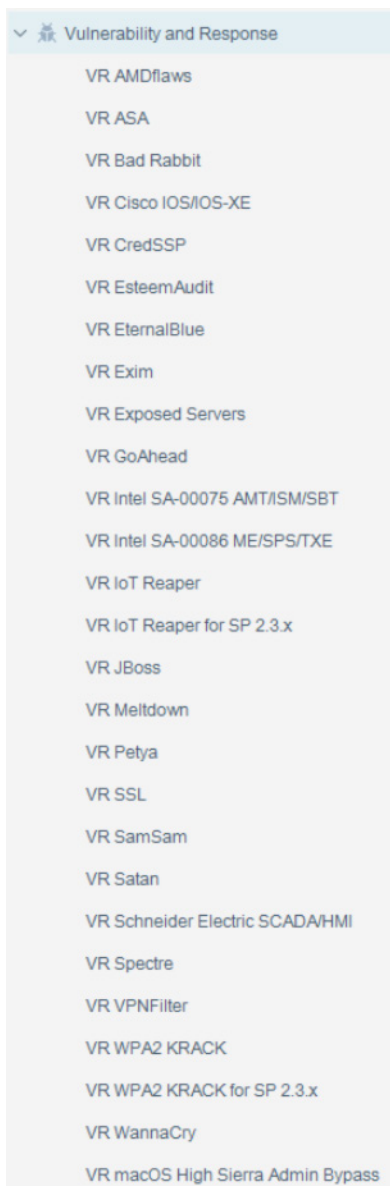 Vulnerability and Response
VR AMDflaws
VR ASA
VR Bad Rabbit
VR Cisco IOS/IOS-XE
VR CredSSP
VR EsteemAudit
VR EternalBlue
VR Exim
VR Exposed Servers
VR GoAhead
VR Intel SA-00075 AMT/ISM/SBT
VR Intel SA-00086 ME/SPS/TXE
VR IoT Reaper
VR IoT Reaper for SP 2.3.x
VR JBoss
VR Meltdown
VR Petya
VR SSL
VR SamSam
VR Satan
VR Schneider Electric SCADA/HMI
VR Spectre
VR VPNFilter
VR WPA2 KRACK
VR WPA2 KRACK for SP 2.3.x
VR WannaCry
VR macOS High Sierra Admin Bypass